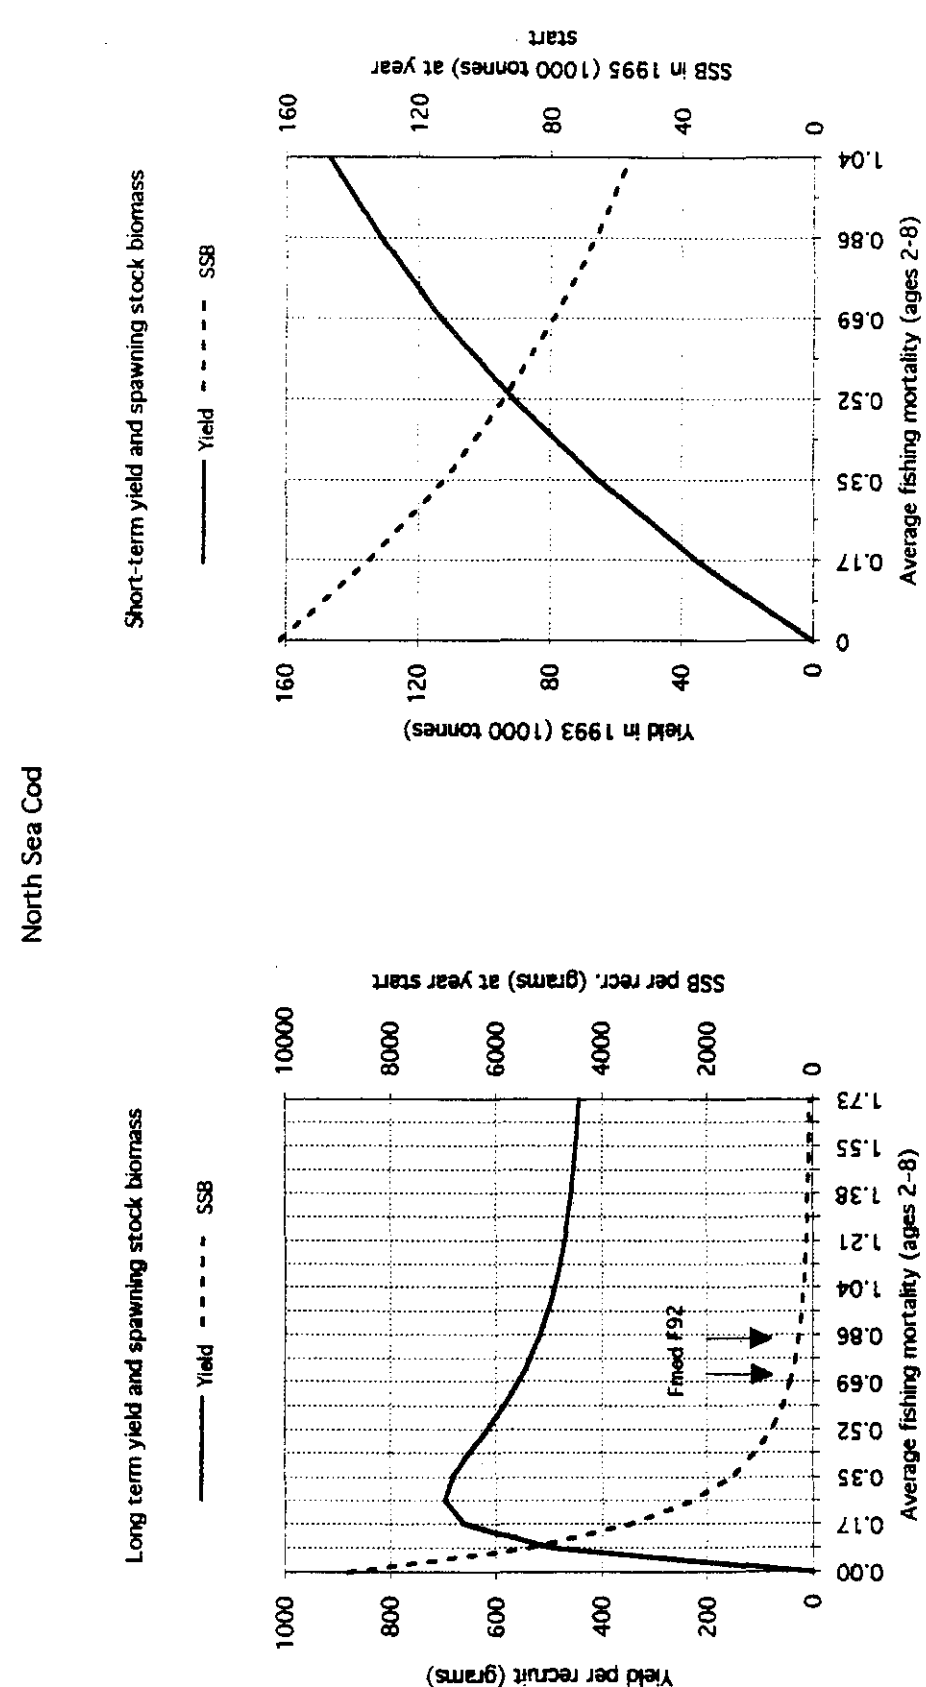 North Sea Cod
Long term yield and spawning stock biomass
Yield SSB
Yield per recruit (grams)
1000
800
600
400
200
0
SSB per recr. (grams) at year start
10000
8000
6000
4000
2000
0
Fmed F92
0.00 0.17 0.35 0.52 0.69 0.86 1.04 1.21 1.38 1.55 1.73
Average fishing mortality (ages 2-8)
Short-term yield and spawning stock biomass
Yield SSB
Yield in 1993 (1000 tonnes)
160
120
80
40
0
SSB in 1995 (1000 tonnes) at year
start
160
120
80
40
0
0 0.17 0.35 0.52 0.69 0.86 1.04
Average fishing mortality (ages 2-8)